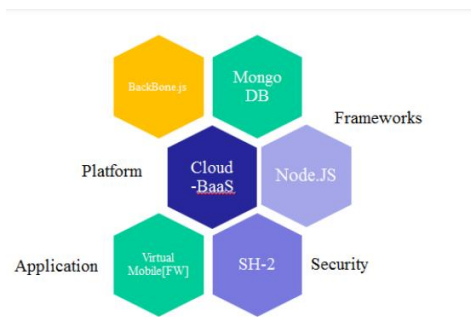 BackBone.js
Mongo
DB
Frameworks
Platform
Cloud
-BaaS
Node.JS
Application
Virtual
Mobile[FW]
SH-2
Security